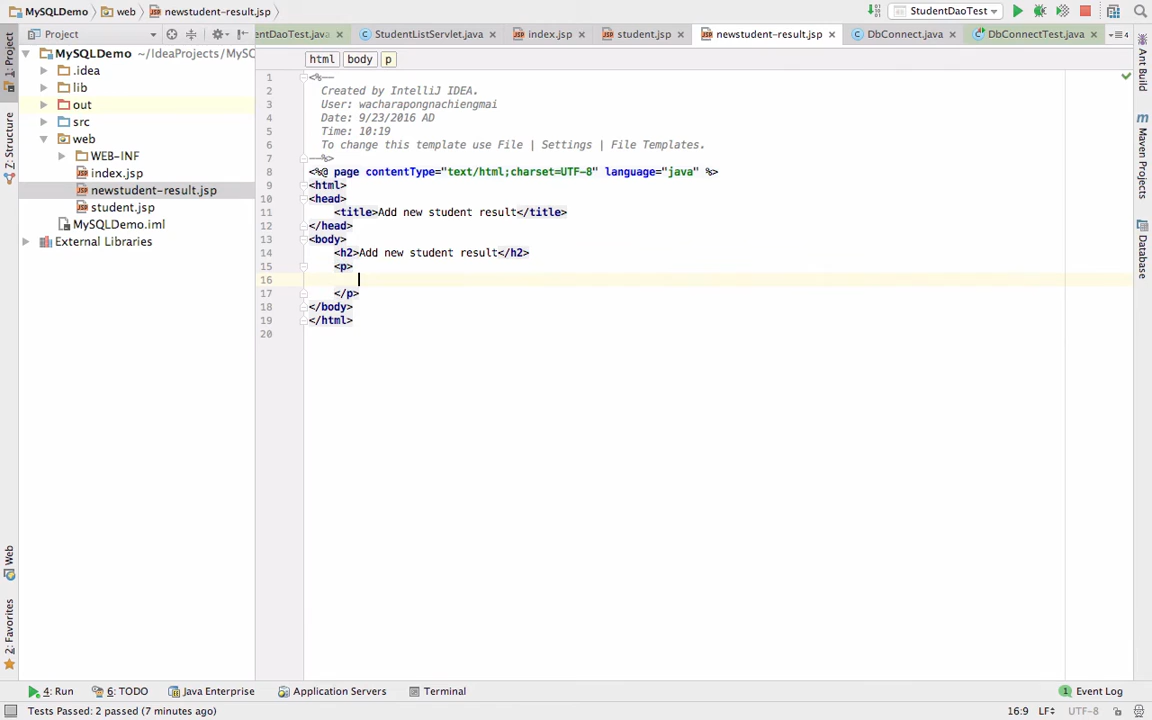 MySQLDemo web newstudent-result.jsp StudentDaoTest
Project entDaoTest.java StudentListServlet.java index.jsp student.jsp newstudent-result.jsp DbConnect.java DbConnectTest.java 4
html body p
MySQLDemo ~/IdeaProjects/MySQ
.idea
lib
out
src
web
WEB-INF
index.jsp
newstudent-result.jsp
student.jsp
MySQLDemo.iml
External Libraries
1 <%--
2 Created by IntelliJ IDEA.
3 User: wacharapongnachiengmai
4 Date: 9/23/2016 AD
5 Time: 10:19
6 To change this template use File | Settings | File Templates.
7 --%>
8 <%@ page contentType="text/html;charset=UTF-8" language="java" %>
9 <html>
10 <head>
11 <title>Add new student result</title>
12 </head>
13 <body>
14 <h2>Add new student result</h2>
15 <p>
16
17 </p>
18 </body>
19 </html>
20
1: Project
7: Structure
Web
2: Favorites
Ant Build
m Maven Projects
Database
4: Run 6: TODO Java Enterprise Application Servers Terminal 1 Event Log
Tests Passed: 2 passed (7 minutes ago) 16:9 LF UTF-8